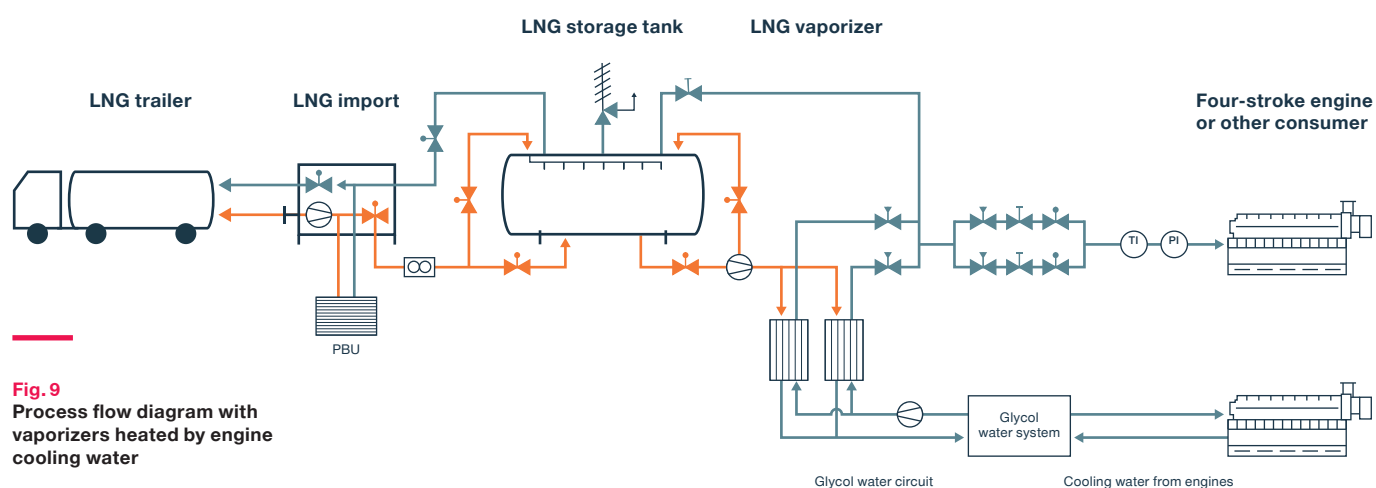 LNG storage tank
LNG vaporizer
LNG trailer
LNG import
Four-stroke engine
or other consumer
TI
PI
PBU
Fig. 9
Process flow diagram with
vaporizers heated by engine
cooling water
Glycol
water system
Glycol water circuit
Cooling water from engines